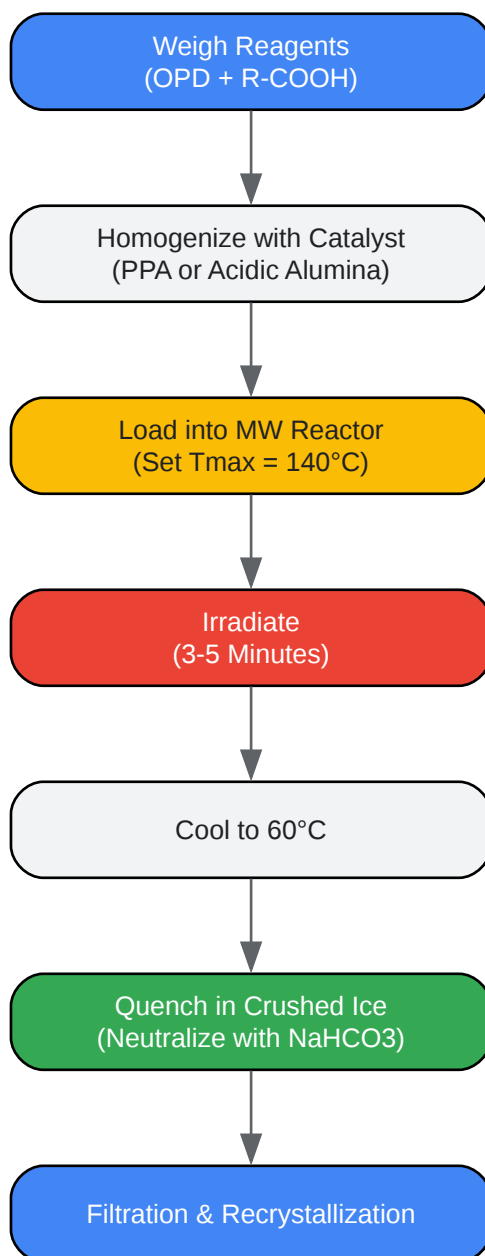 Weigh Reagents
(OPD + R-COOH)
Homogenize with Catalyst
(PPA or Acidic Alumina)
Load into MW Reactor
(Set Tmax = 140°C)
Irradiate
(3-5 Minutes)
Cool to 60°C
Quench in Crushed Ice
(Neutralize with NaHCO3)
Filtration & Recrystallization